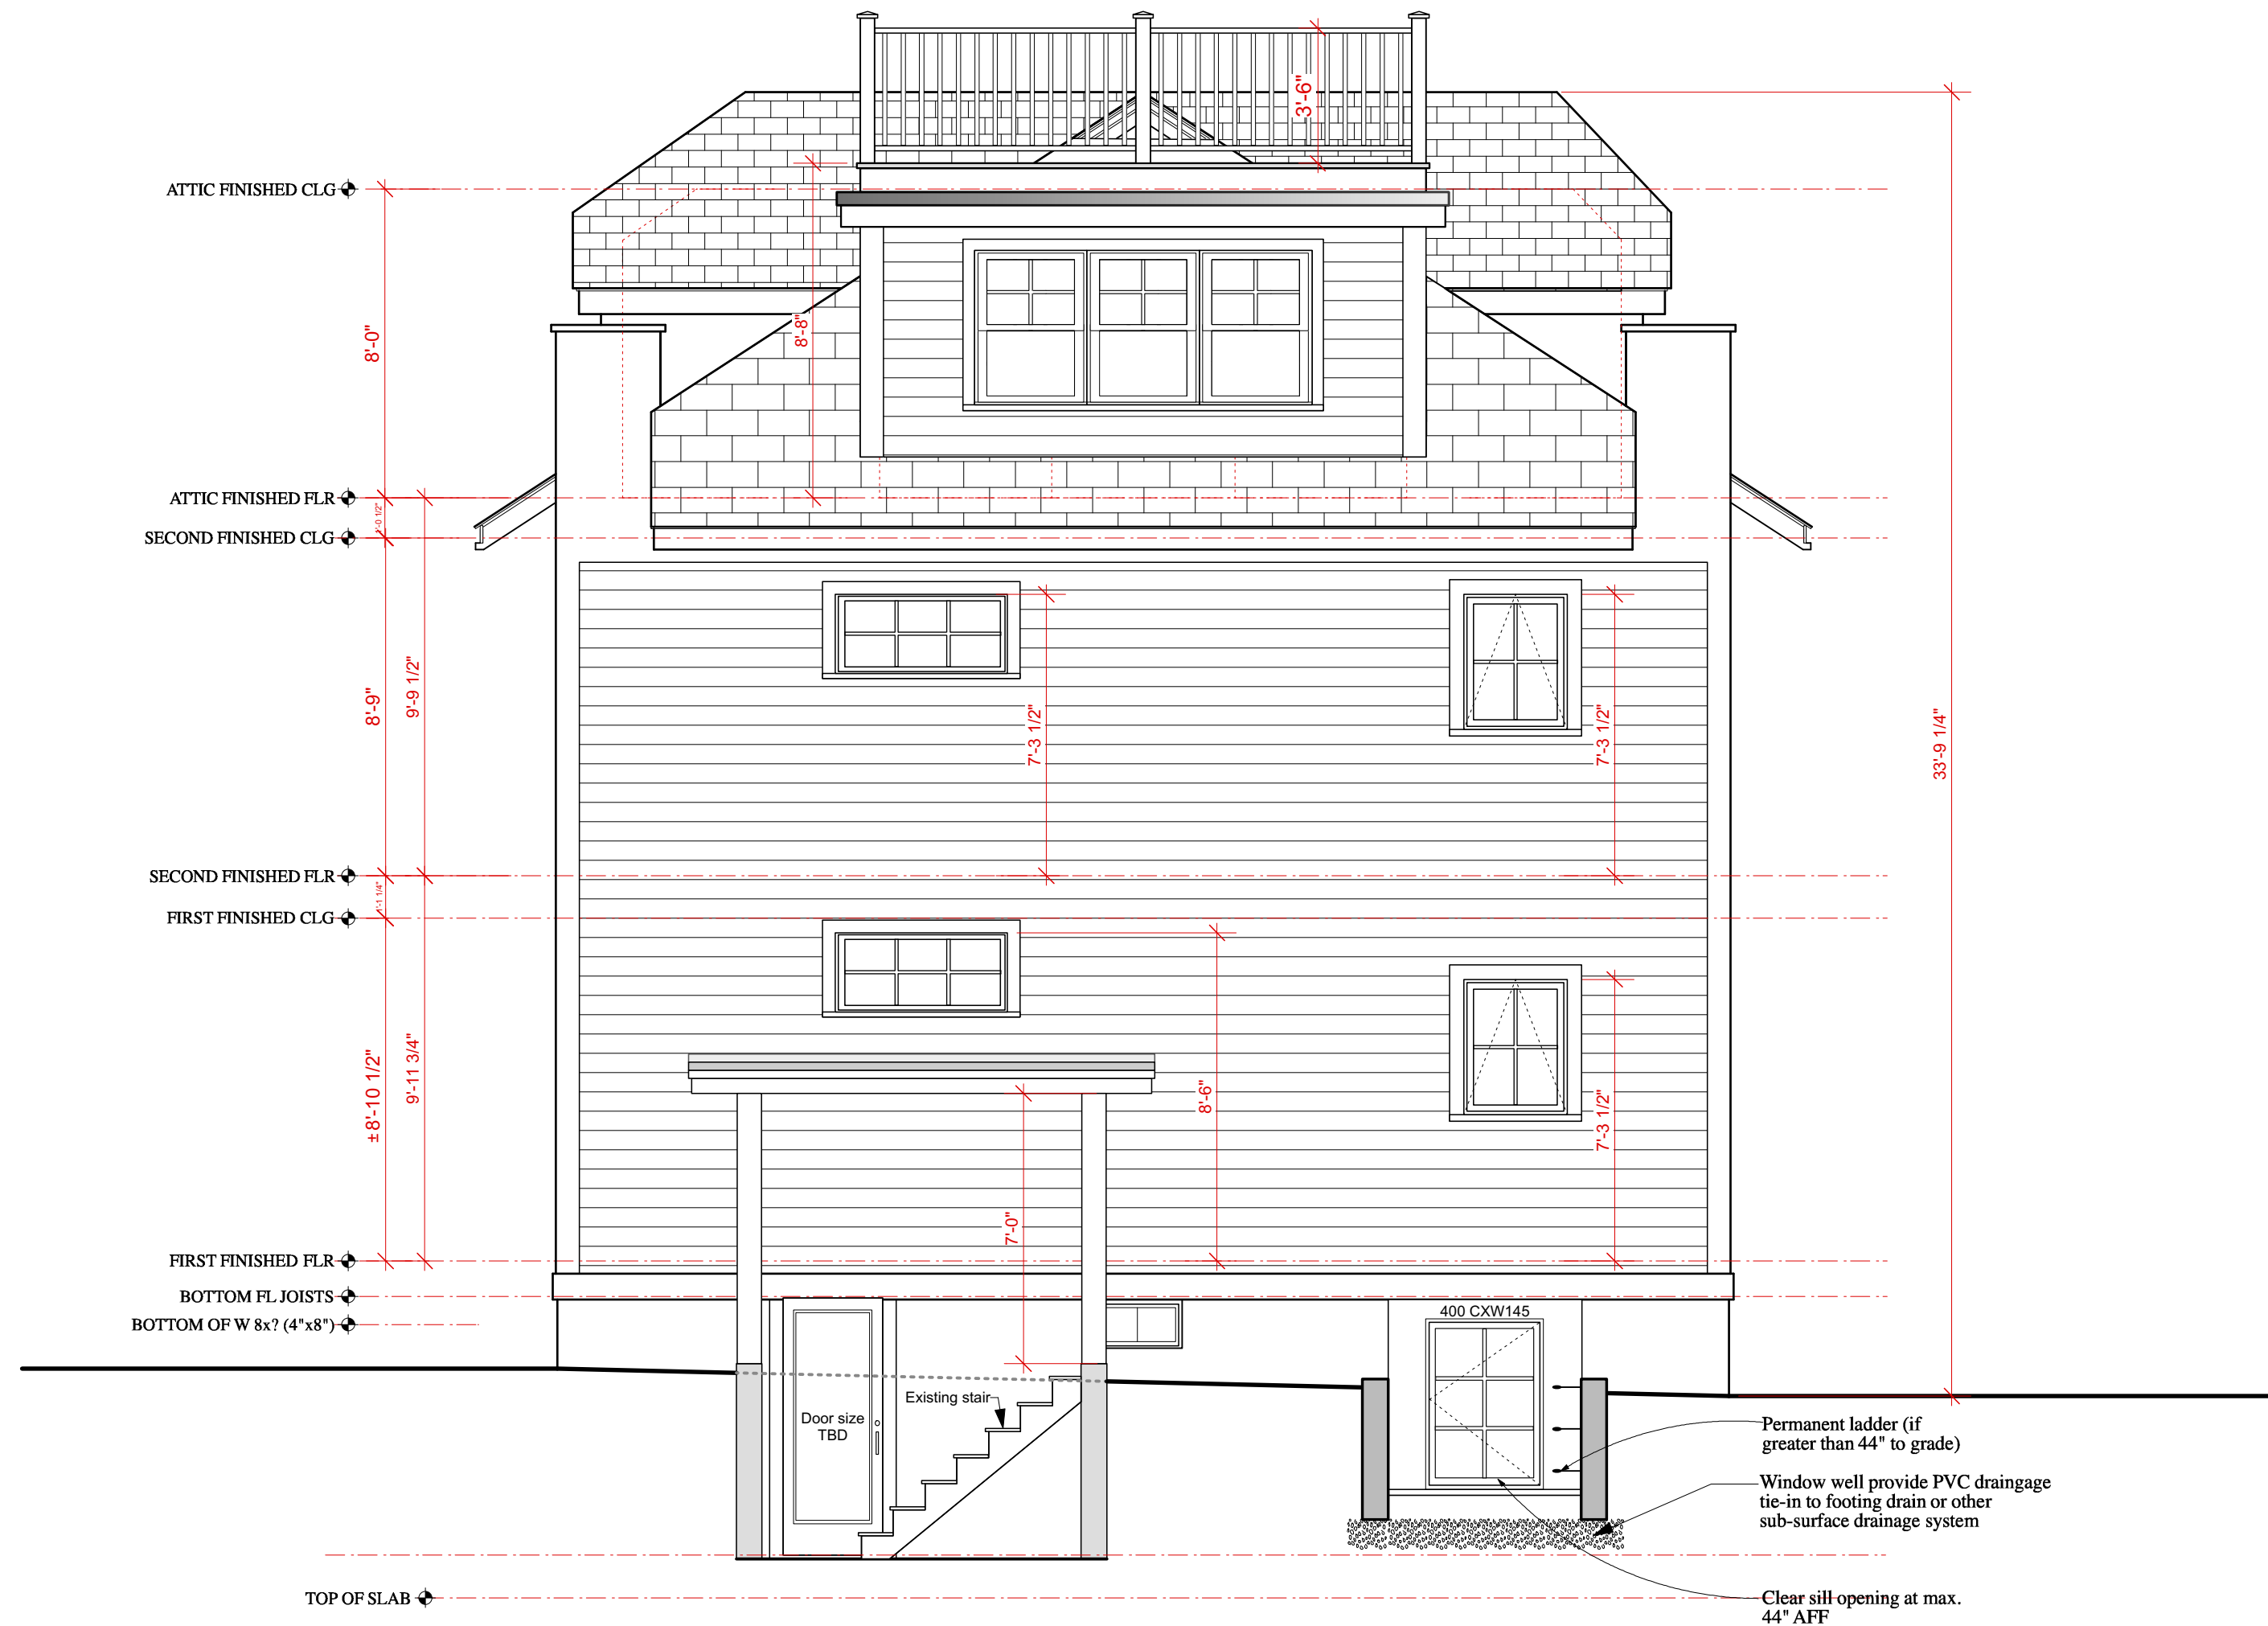 3'-6"
ATTIC FINISHED CLG
8'-0"
8'-8"
ATTIC FINISHED FLR
SECOND FINISHED CLG
8'-9"
9'-9 1/2"
7'-3 1/2"
7'-3 1/2"
33'-9 1/4"
SECOND FINISHED FLR
1'-1 1/4"
FIRST FINISHED CLG
±8'-10 1/2"
9'-11 3/4"
8'-6"
7'-3 1/2"
7'-0"
FIRST FINISHED FLR
BOTTOM FL JOISTS
BOTTOM OF W 8x? (4"x8")
400 CXW145
Existing stair
Door size
TBD
Permanent ladder (if
greater than 44" to grade)
Window well provide PVC draingage
tie-in to footing drain or other
sub-surface drainage system
TOP OF SLAB
Clear sill opening at max.
44" AFF